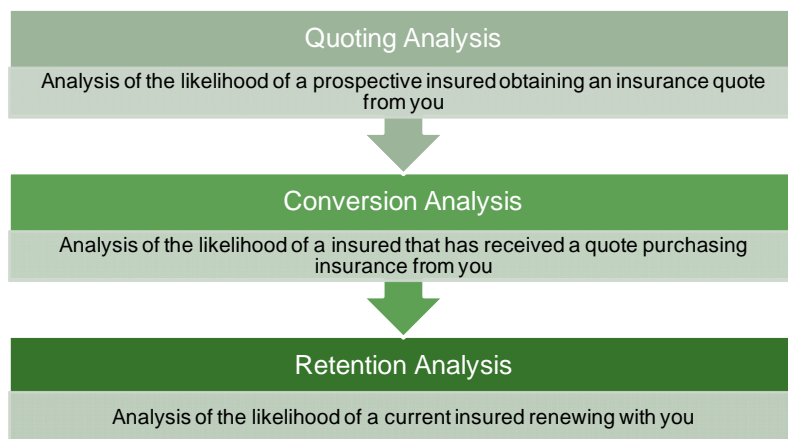 Quoting Analysis
Analysis of the likelihood of a prospective insured obtaining an insurance quote
from you
Conversion Analysis
Analysis of the likelihood of a insured that has received a quote purchasing
insurance from you
Retention Analysis
Analysis of the likelihood of a current insured renewing with you